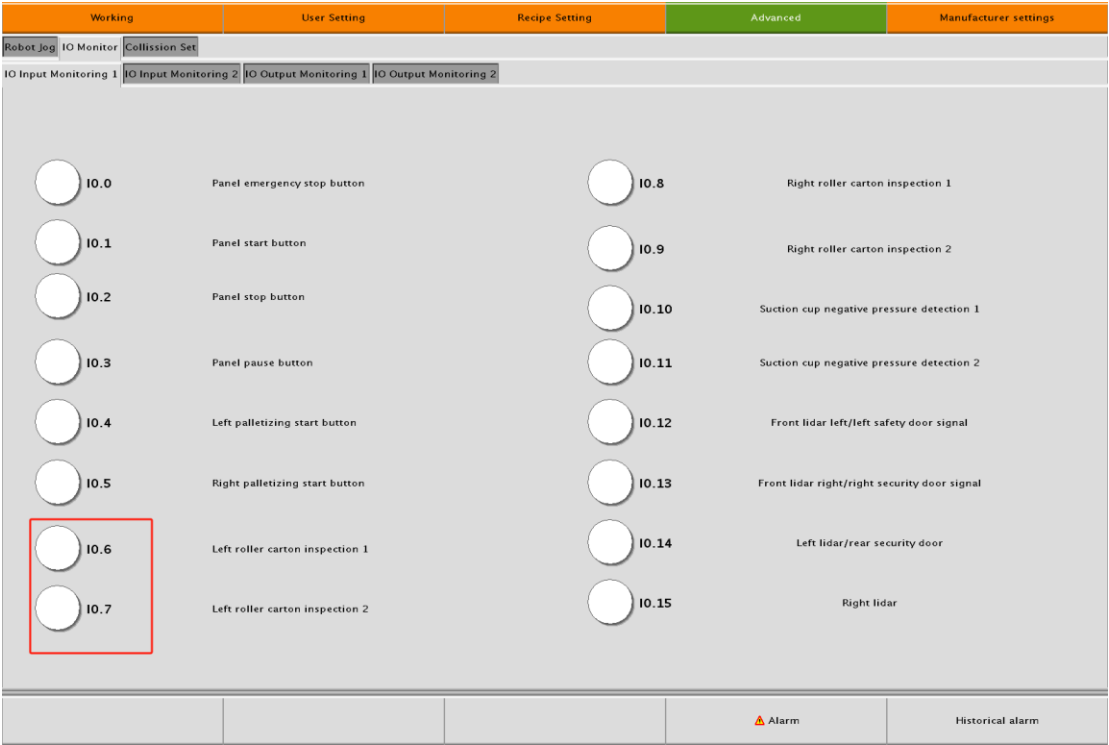 Working User Setting Recipe Setting Advanced Manufacturer settings
Robot Jog IO Monitor Collission Set
IO Input Monitoring 1 IO Input Monitoring 2 IO Output Monitoring 1 IO Output Monitoring 2
I0.0 Panel emergency stop button
I0.1 Panel start button
I0.2 Panel stop button
I0.3 Panel pause button
I0.4 Left palletizing start button
I0.5 Right palletizing start button
I0.6 Left roller carton inspection 1
I0.7 Left roller carton inspection 2
I0.8 Right roller carton inspection 1
I0.9 Right roller carton inspection 2
I0.10 Suction cup negative pressure detection 1
I0.11 Suction cup negative pressure detection 2
I0.12 Front lidar left/left safety door signal
I0.13 Front lidar right/right security door signal
I0.14 Left lidar/rear security door
I0.15 Right lidar
Alarm Historical alarm